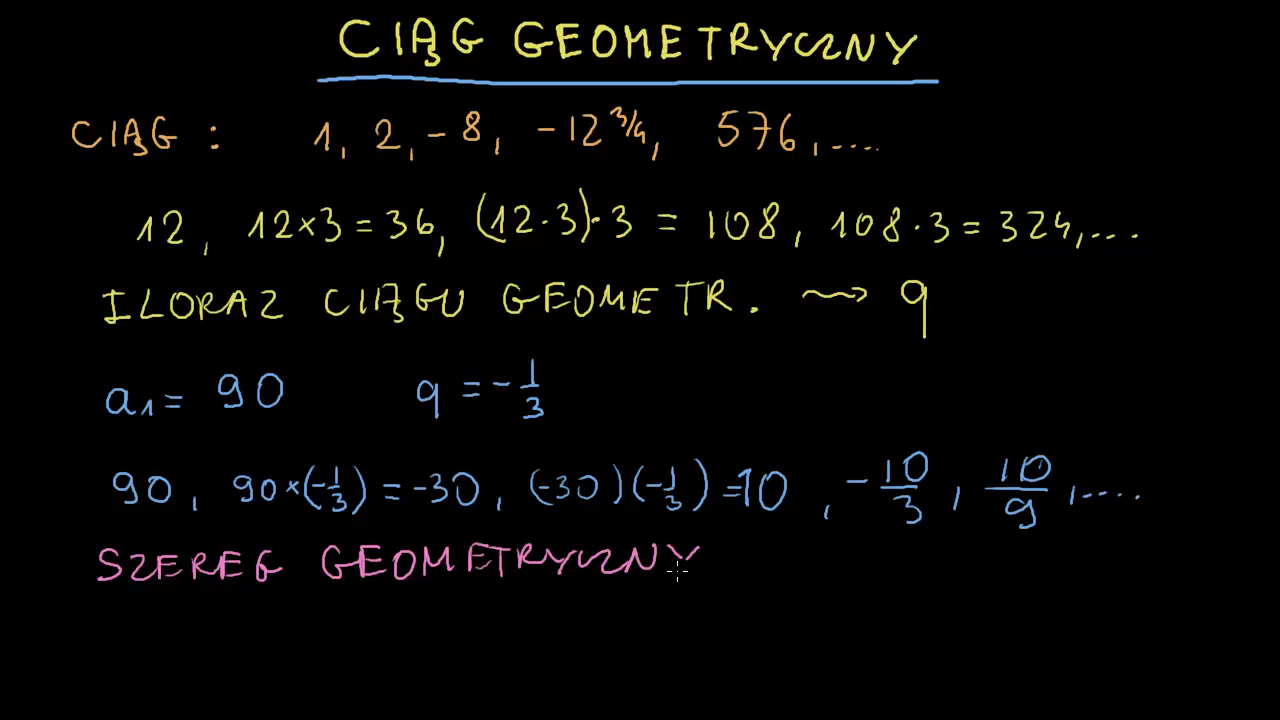 CIĄG GEOMETRYCZNY
CIĄG : 1, 2, -8, -12 3/4, 576, ....
12, 12×3=36, (12·3)·3 = 108, 108·3=324, ...
ILORAZ CIĄGU GEOMETR. ⇝ q
a₁= 90 q = -1/3
90, 90×(-1/3) = -30, (-30)(-1/3) =10, -10/3, 10/9, ....
SZEREG GEOMETRYCZNY